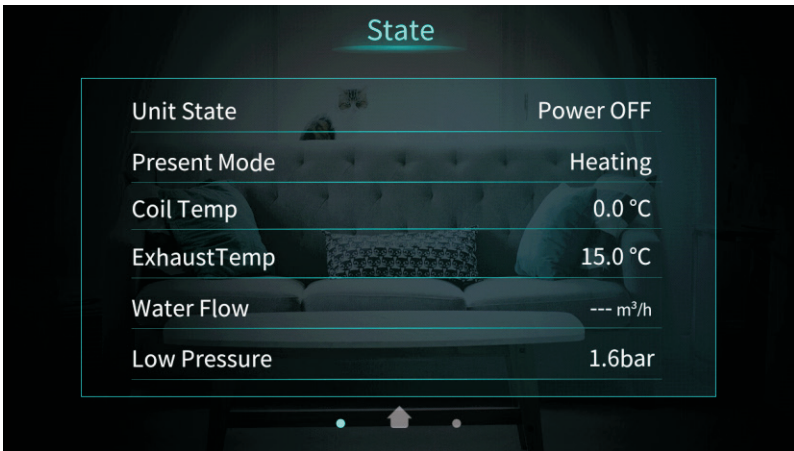 State
Unit State Power OFF
Present Mode Heating
Coil Temp 0.0 °C
ExhaustTemp 15.0 °C
Water Flow --- m³/h
Low Pressure 1.6bar